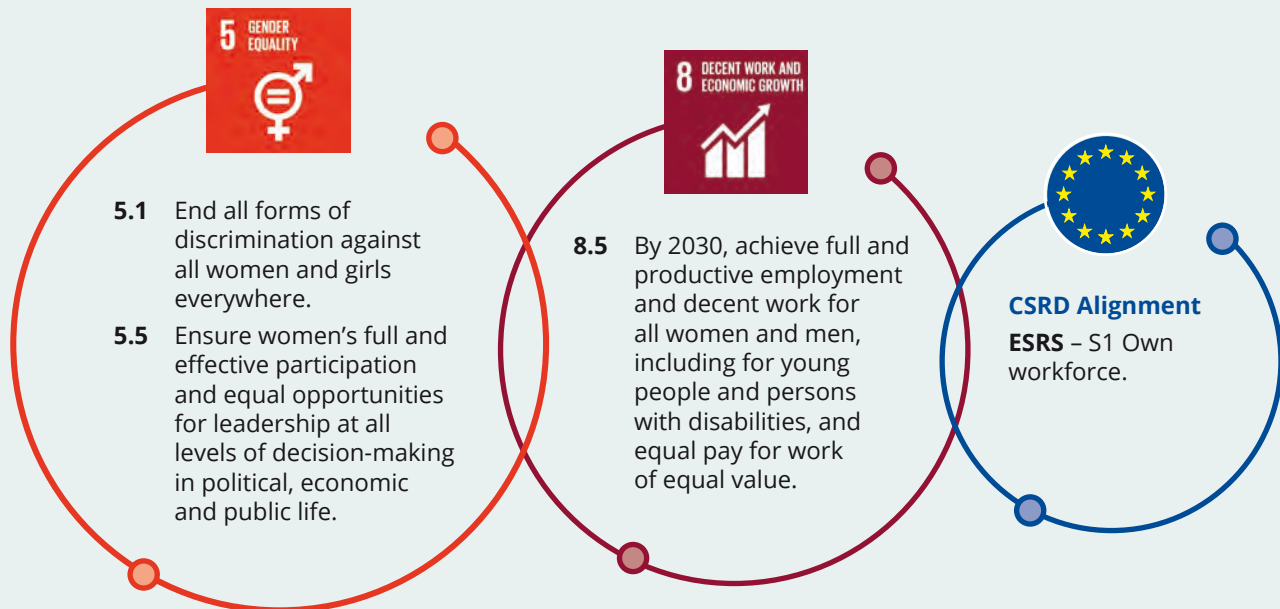 5 GENDER
EQUALITY
5.1 End all forms of
discrimination against
all women and girls
everywhere.
5.5 Ensure women’s full and
effective participation
and equal opportunities
for leadership at all
levels of decision-making
in political, economic
and public life.
8 DECENT WORK AND
ECONOMIC GROWTH
8.5 By 2030, achieve full and
productive employment
and decent work for
all women and men,
including for young
people and persons
with disabilities, and
equal pay for work
of equal value.
CSRD Alignment
ESRS – S1 Own
workforce.